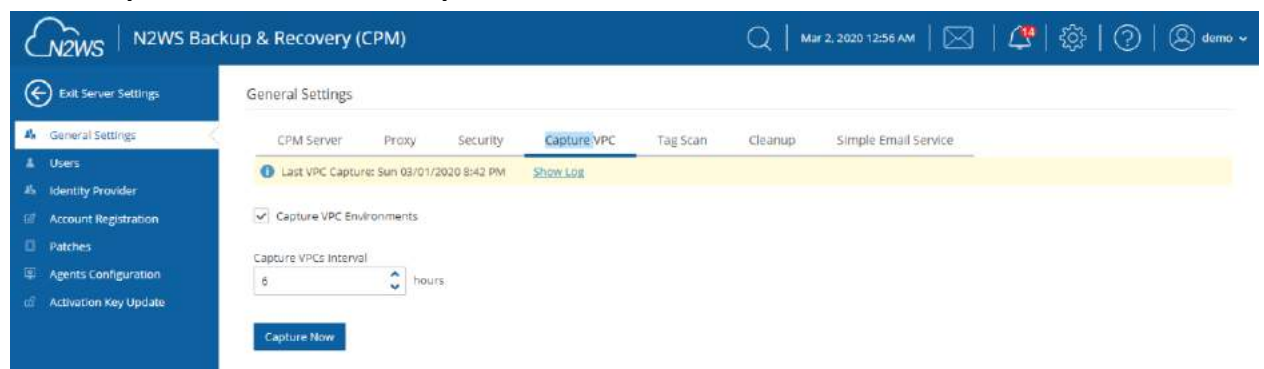 N2WS N2WS Backup & Recovery (CPM) Mar 2, 2020 12:56 AM 14 demo
Exit Server Settings
General Settings
General Settings
Users
Identity Provider
Account Registration
Patches
Agents Configuration
Activation Key Update
CPM Server Proxy Security Capture VPC Tag Scan Cleanup Simple Email Service
Last VPC Capture: Sun 03/01/2020 8:42 PM Show Log
Capture VPC Environments
Capture VPCs Interval
6 hours
Capture Now